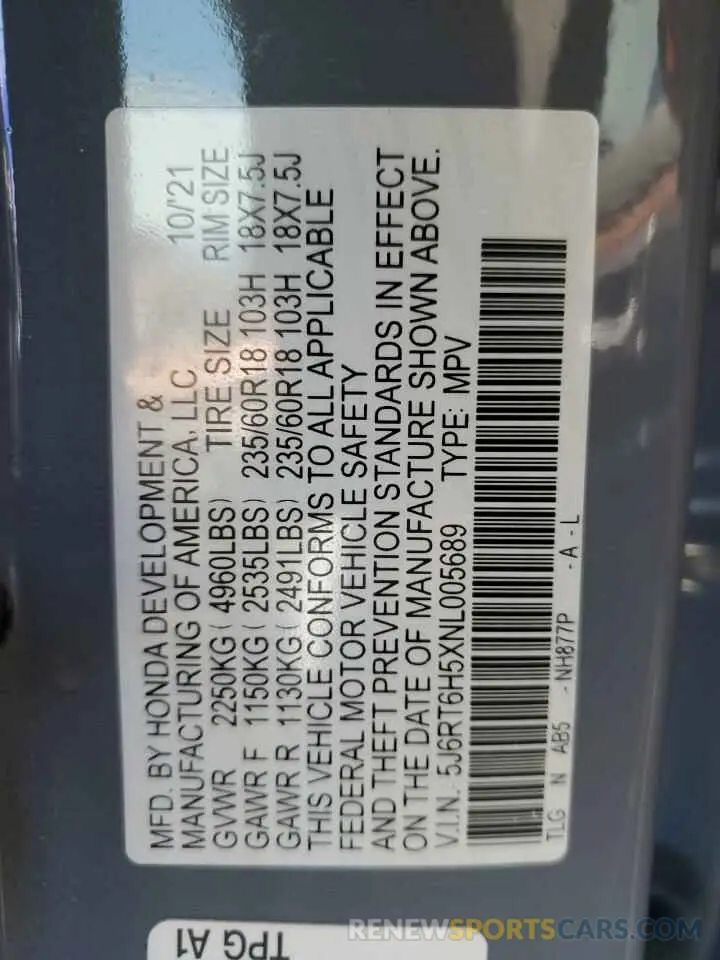 MFD. BY HONDA DEVELOPMENT &
MANUFACTURING OF AMERICA, LLC 10/'21
GVWR 2250KG ( 4960LBS) TIRE SIZE RIM SIZE
GAWR F 1150KG ( 2535LBS) 235/60R18 103H 18X7.5J
GAWR R 1130KG ( 2491LBS) 235/60R18 103H 18X7.5J
THIS VEHICLE CONFORMS TO ALL APPLICABLE
FEDERAL MOTOR VEHICLE SAFETY
AND THEFT PREVENTION STANDARDS IN EFFECT
ON THE DATE OF MANUFACTURE SHOWN ABOVE.
V.I.N.- 5J6RT6H5XNL005689 TYPE: MPV
TLG N AB5 -NH877P -A-L
TPG A1
RENEWSPORTSCARS.COM